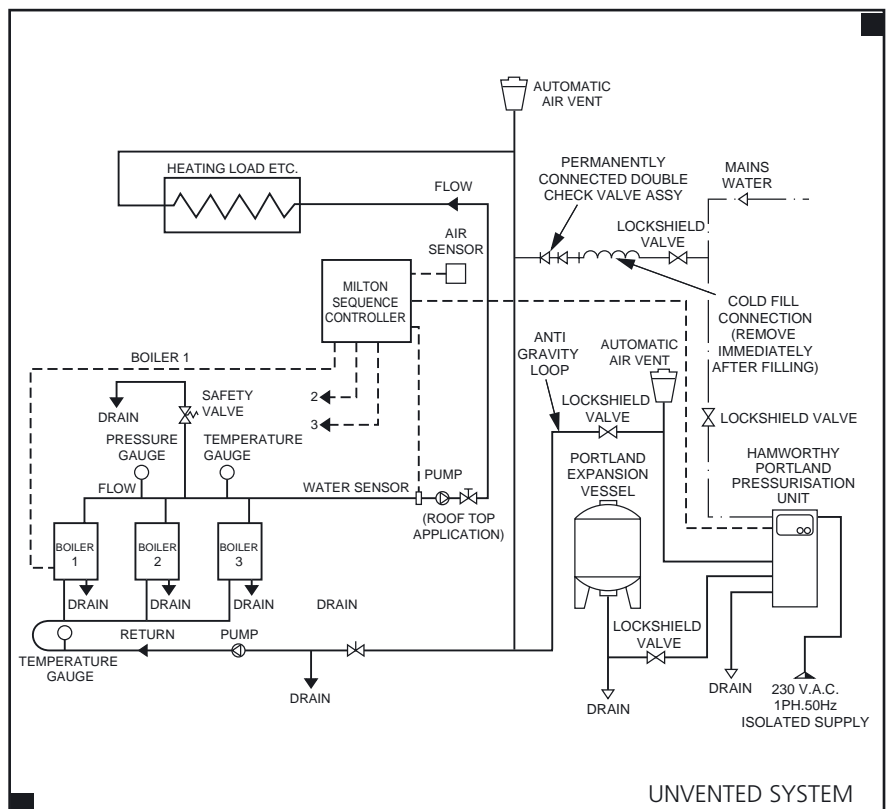 AUTOMATIC
AIR VENT
HEATING LOAD ETC.
FLOW
PERMANENTLY
CONNECTED DOUBLE
CHECK VALVE ASSY
MAINS
WATER
LOCKSHIELD
VALVE
AIR
SENSOR
MILTON
SEQUENCE
CONTROLLER
COLD FILL
CONNECTION
(REMOVE
IMMEDIATELY
AFTER FILLING)
ANTI
GRAVITY
LOOP
AUTOMATIC
AIR VENT
BOILER 1
2
3
SAFETY
VALVE
DRAIN
LOCKSHIELD
VALVE
LOCKSHIELD VALVE
PRESSURE
GAUGE
TEMPERATURE
GAUGE
PORTLAND
EXPANSION
VESSEL
HAMWORTHY
PORTLAND
PRESSURISATION
UNIT
FLOW
WATER SENSOR
PUMP
(ROOF TOP
APPLICATION)
BOILER
1
BOILER
2
BOILER
3
DRAIN
DRAIN
DRAIN
DRAIN
RETURN
PUMP
LOCKSHIELD
VALVE
TEMPERATURE
GAUGE
DRAIN
DRAIN
DRAIN
230 V.A.C.
1PH.50Hz
ISOLATED SUPPLY
UNVENTED SYSTEM